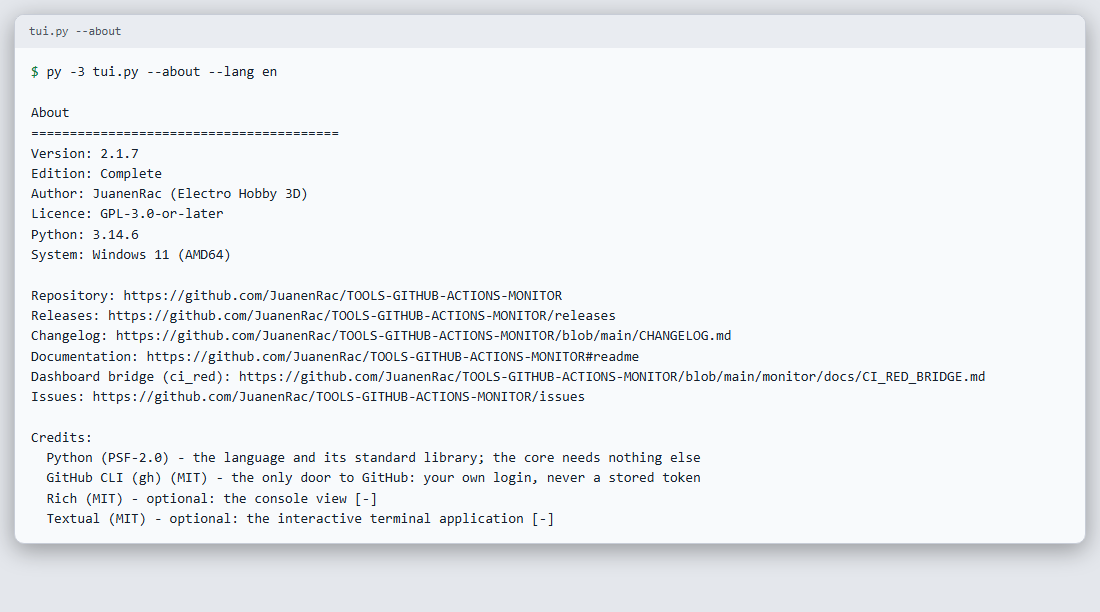 tui.py --about
$ py -3 tui.py --about --lang en
About
========================================
Version: 2.1.7
Edition: Complete
Author: JuanenRac (Electro Hobby 3D)
Licence: GPL-3.0-or-later
Python: 3.14.6
System: Windows 11 (AMD64)
Repository: https://github.com/JuanenRac/TOOLS-GITHUB-ACTIONS-MONITOR
Releases: https://github.com/JuanenRac/TOOLS-GITHUB-ACTIONS-MONITOR/releases
Changelog: https://github.com/JuanenRac/TOOLS-GITHUB-ACTIONS-MONITOR/blob/main/CHANGELOG.md
Documentation: https://github.com/JuanenRac/TOOLS-GITHUB-ACTIONS-MONITOR#readme
Dashboard bridge (ci_red): https://github.com/JuanenRac/TOOLS-GITHUB-ACTIONS-MONITOR/blob/main/monitor/docs/CI_RED_BRIDGE.md
Issues: https://github.com/JuanenRac/TOOLS-GITHUB-ACTIONS-MONITOR/issues
Credits:
Python (PSF-2.0) - the language and its standard library; the core needs nothing else
GitHub CLI (gh) (MIT) - the only door to GitHub: your own login, never a stored token
Rich (MIT) - optional: the console view [-]
Textual (MIT) - optional: the interactive terminal application [-]